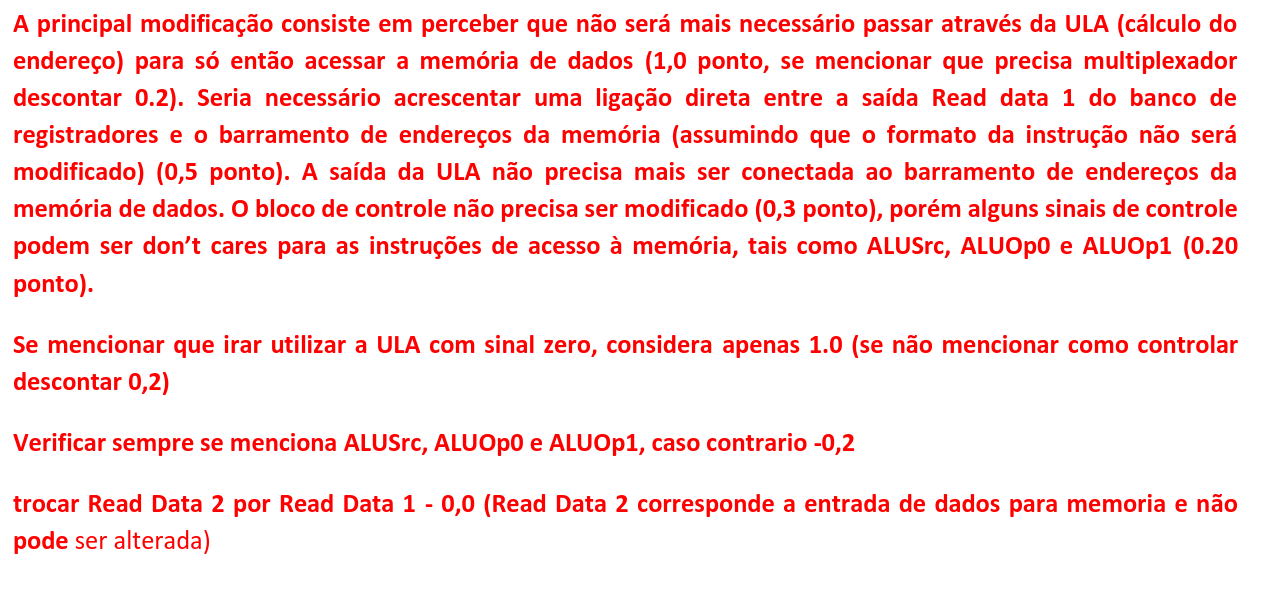 A principal modificação consiste em perceber que não será mais necessário passar através da ULA (cálculo do
endereço) para só então acessar a memória de dados (1,0 ponto, se mencionar que precisa multiplexador
descontar 0.2). Seria necessário acrescentar uma ligação direta entre a saída Read data 1 do banco de
registradores e o barramento de endereços da memória (assumindo que o formato da instrução não será
modificado) (0,5 ponto). A saída da ULA não precisa mais ser conectada ao barramento de endereços da
memória de dados. O bloco de controle não precisa ser modificado (0,3 ponto), porém alguns sinais de controle
podem ser don’t cares para as instruções de acesso à memória, tais como ALUSrc, ALUOp0 e ALUOp1 (0.20
ponto).
Se mencionar que irar utilizar a ULA com sinal zero, considera apenas 1.0 (se não mencionar como controlar
descontar 0,2)
Verificar sempre se menciona ALUSrc, ALUOp0 e ALUOp1, caso contrario -0,2
trocar Read Data 2 por Read Data 1 - 0,0 (Read Data 2 corresponde a entrada de dados para memoria e não
pode ser alterada)